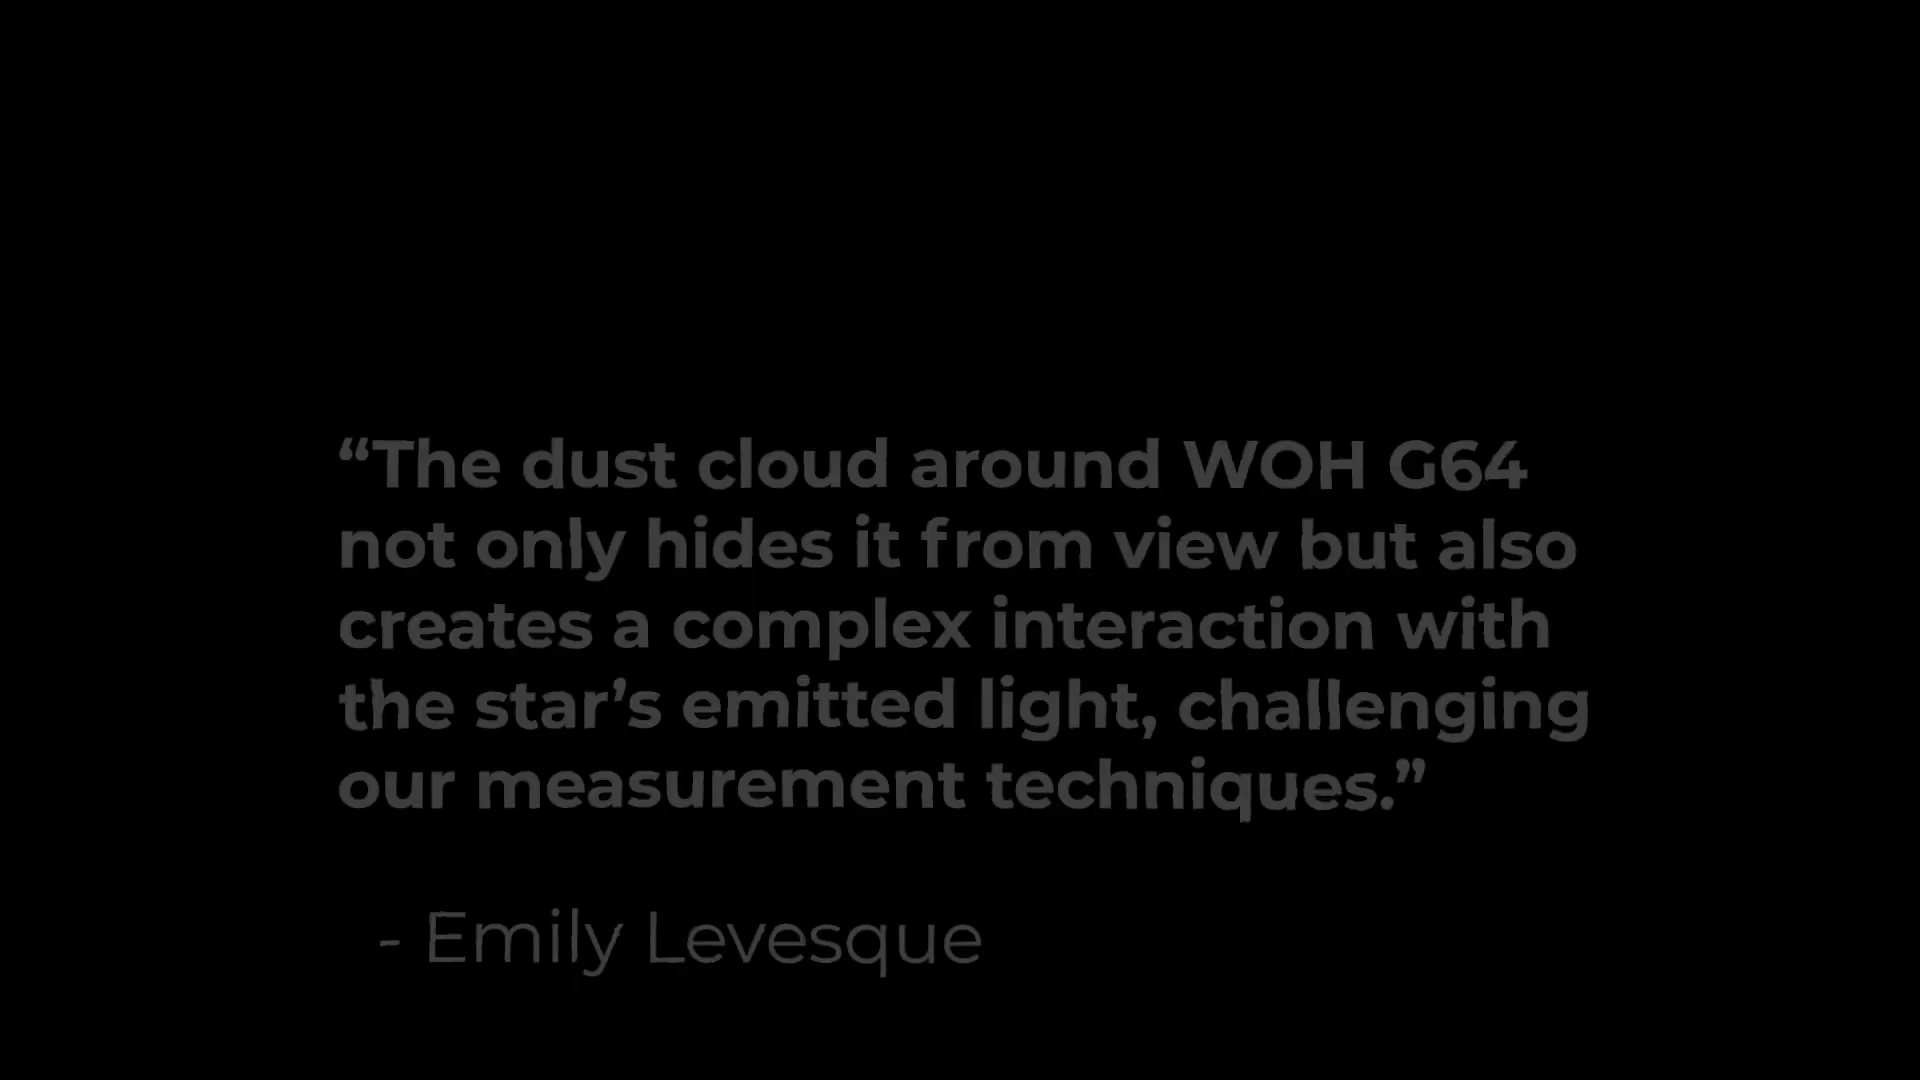 “The dust cloud around WOH G64
not only hides it from view but also
creates a complex interaction with
the star’s emitted light, challenging
our measurement techniques.”
- Emily Levesque